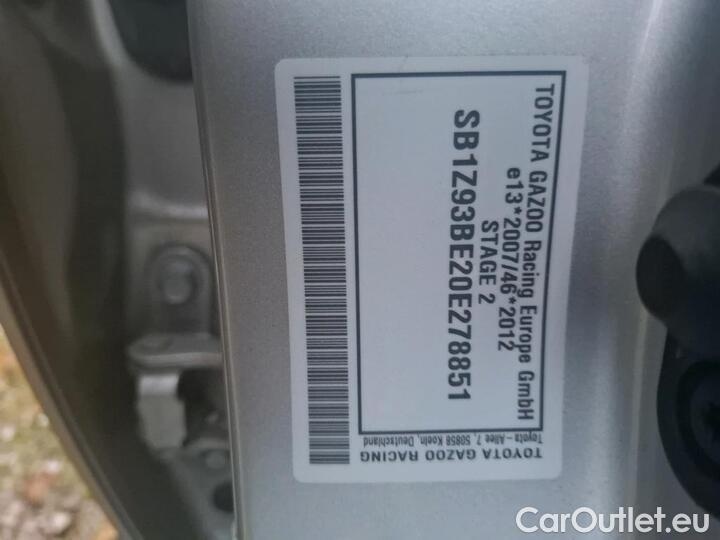 TOYOTA GAZOO Racing Europe GmbH
e13*2007/46*2012
STAGE 2
SB1Z93BE20E278851
Toyota-Allee 7, 50858 Koeln, Deutschland
TOYOTA GAZOO RACING
CarOutlet.eu